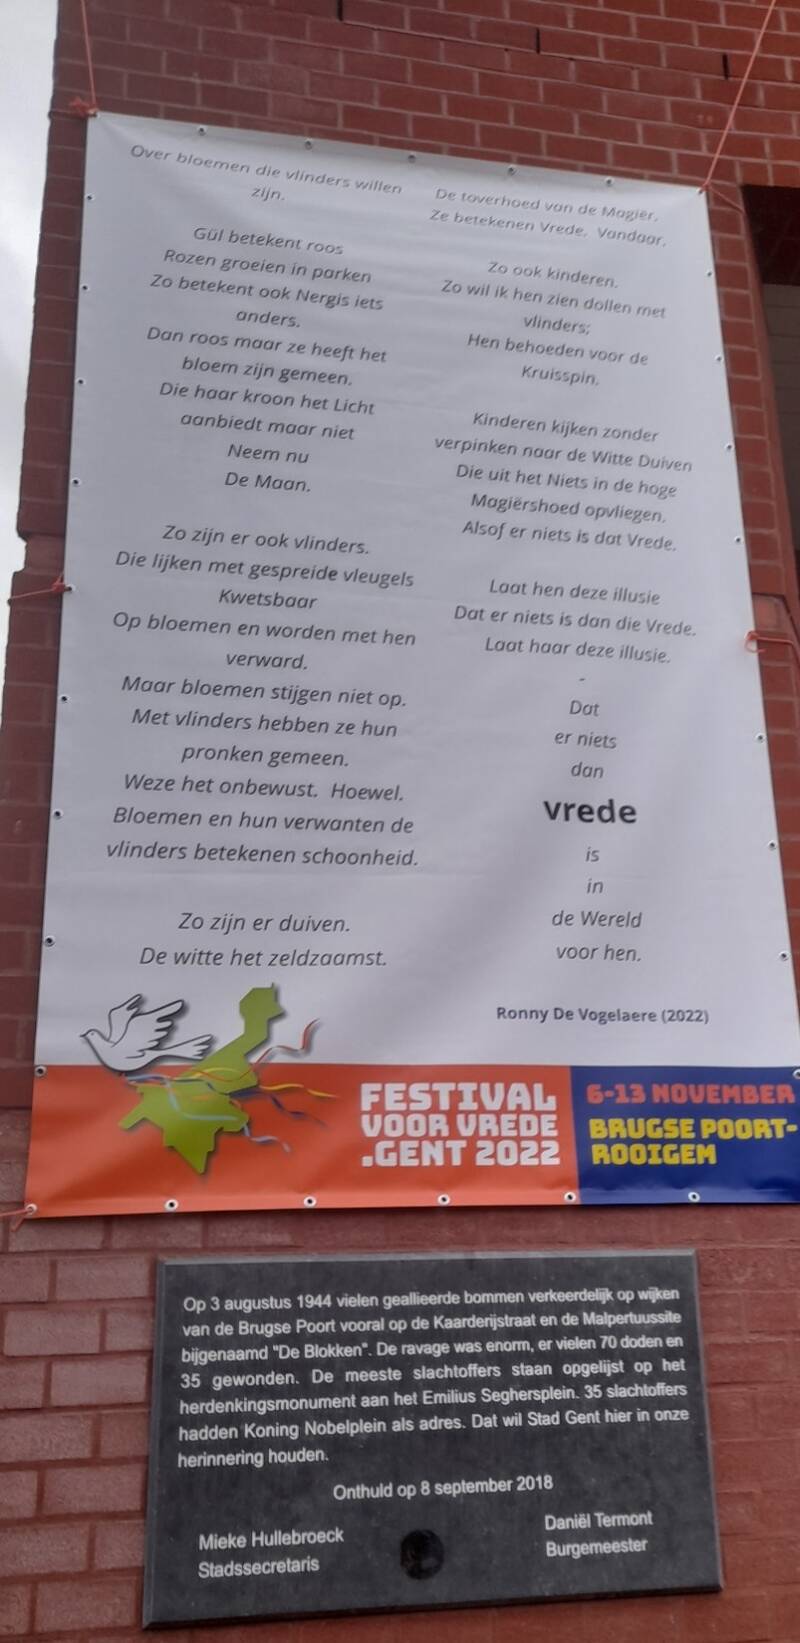 Over bloemen die vlinders willen
zijn.
Gül betekent roos
Rozen groeien in parken
Zo betekent ook Nergis iets
anders.
Dan roos maar ze heeft het
bloem zijn gemeen.
Die haar kroon het Licht
aanbiedt maar niet
Neem nu
De Maan.
Zo zijn er ook vlinders.
Die lijken met gespreide vleugels
Kwetsbaar
Op bloemen en worden met hen
verward.
Maar bloemen stijgen niet op.
Met vlinders hebben ze hun
pronken gemeen.
Weze het onbewust. Hoewel.
Bloemen en hun verwanten de
vlinders betekenen schoonheid.
Zo zijn er duiven.
De witte het zeldzaamst.
De toverhoed van de Magiër.
Ze betekenen Vrede. Vandaar.
Zo ook kinderen.
Zo wil ik hen zien dollen met
vlinders;
Hen behoeden voor de
Kruisspin.
Kinderen kijken zonder
verpinken naar de Witte Duiven
Die uit het Niets in de hoge
Magiërshoed opvliegen.
Alsof er niets is dat Vrede.
Laat hen deze illusie
Dat er niets is dan die Vrede.
Laat haar deze illusie.
-
Dat
er niets
dan
vrede
is
in
de Wereld
voor hen.
Ronny De Vogelaere (2022)
FESTIVAL
VOOR VREDE
.GENT 2022
6-13 NOVEMBER
BRUGSE POORT-
ROOIGEM
Op 3 augustus 1944 vielen geallieerde bommen verkeerdelijk op wijken
van de Brugse Poort vooral op de Kaarderijstraat en de Malpertuussite
bijgenaamd "De Blokken". De ravage was enorm, er vielen 70 doden en
35 gewonden. De meeste slachtoffers staan opgelijst op het
herdenkingsmonument aan het Emilius Seghersplein. 35 slachtoffers
hadden Koning Nobelplein als adres. Dat wil Stad Gent hier in onze
herinnering houden.
Onthuld op 8 september 2018
Mieke Hullebroeck
Stadssecretaris
Daniël Termont
Burgemeester